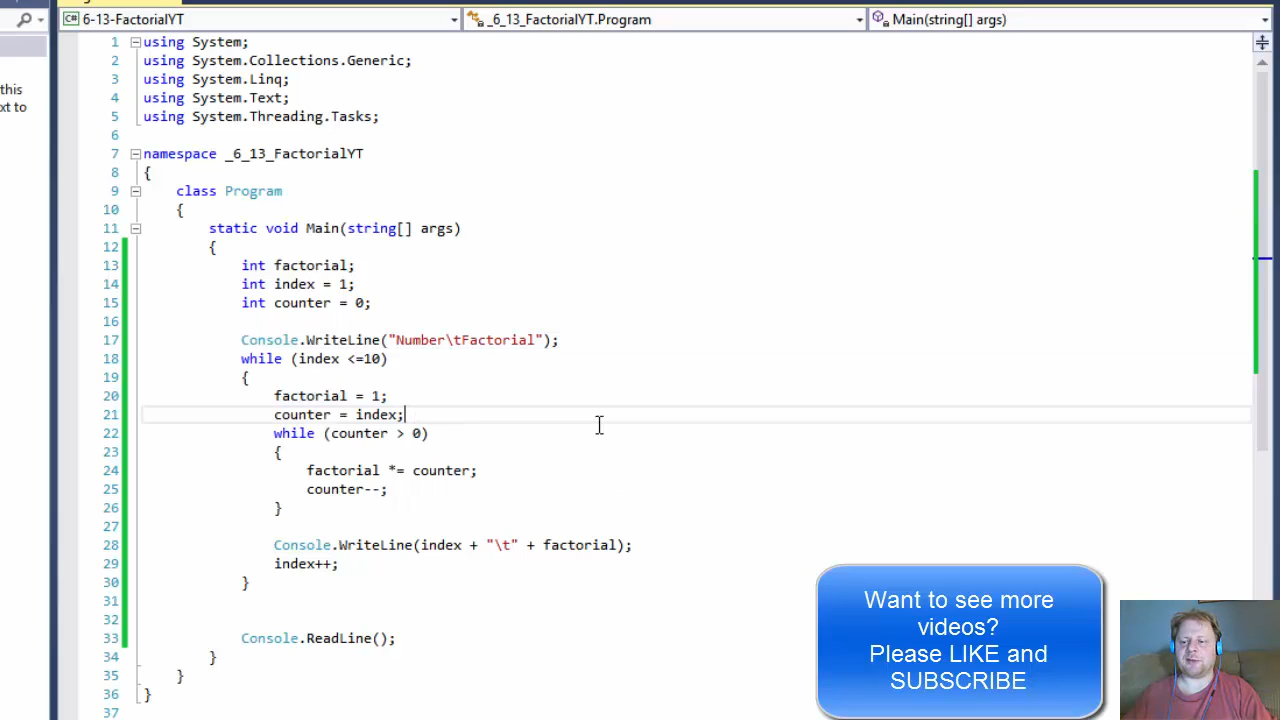 6-13-FactorialYT
_6_13_FactorialYT.Program
Main(string[] args)
this
xt to
1 using System;
2 using System.Collections.Generic;
3 using System.Linq;
4 using System.Text;
5 using System.Threading.Tasks;
6
7 namespace _6_13_FactorialYT
8 {
9 class Program
10 {
11 static void Main(string[] args)
12 {
13 int factorial;
14 int index = 1;
15 int counter = 0;
16
17 Console.WriteLine("Number\tFactorial");
18 while (index <=10)
19 {
20 factorial = 1;
21 counter = index;
22 while (counter > 0)
23 {
24 factorial *= counter;
25 counter--;
26 }
27
28 Console.WriteLine(index + "\t" + factorial);
29 index++;
30 }
31
32
33 Console.ReadLine();
34 }
35 }
36 }
37
Want to see more
videos?
Please LIKE and
SUBSCRIBE